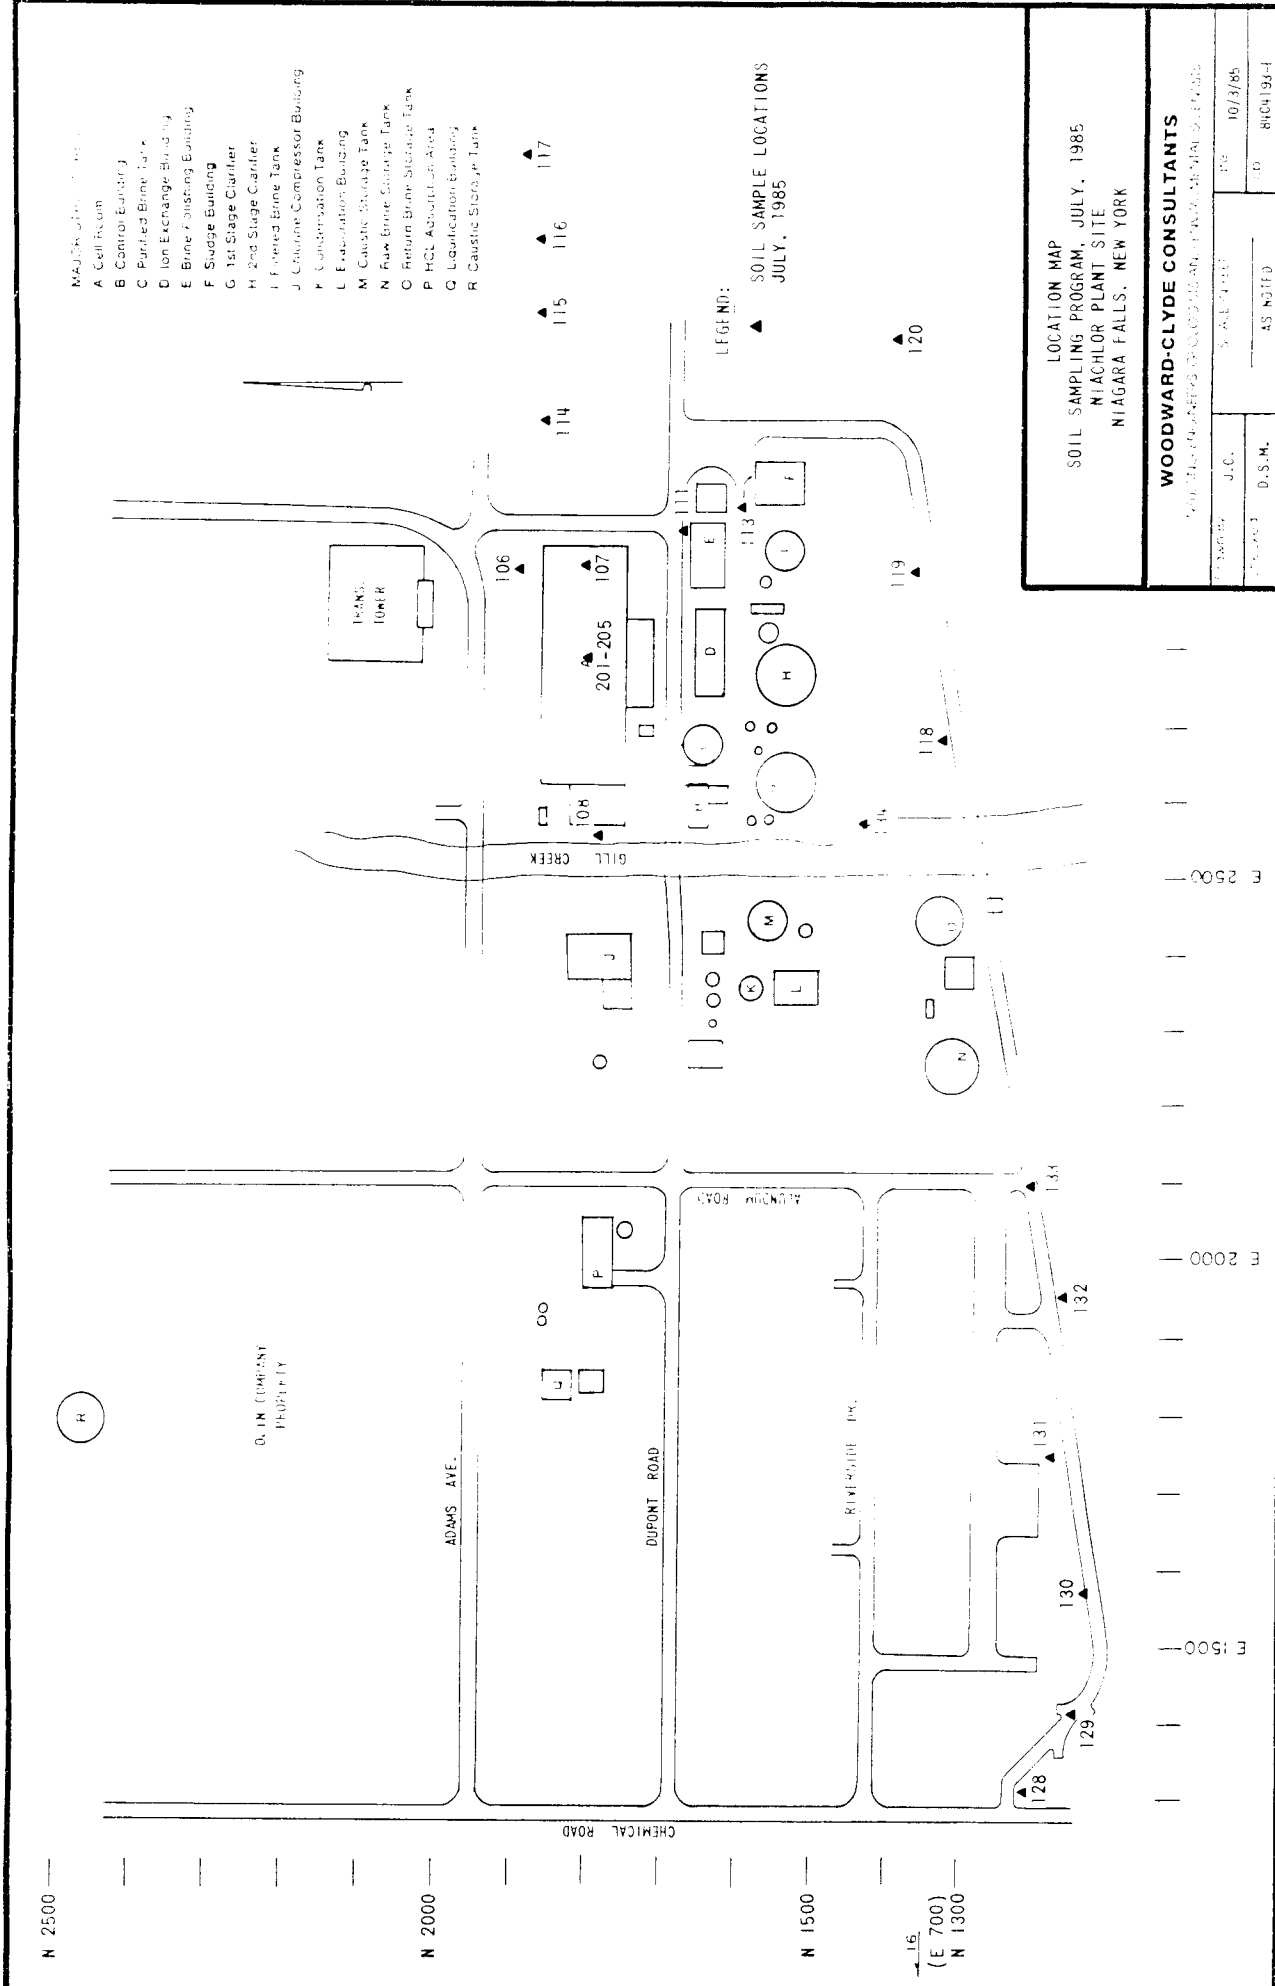 A Cell Room
B Control Building
C Purified Brine Tank
D Ion Exchange Building
E Brine Polishing Building
F Sludge Building
G 1st Stage Clarifier
H 2nd Stage Clarifier
I Filtered Brine Tank
J Chlorine Compressor Building
K Condensation Tank
L Evaporation Building
M Caustic Storage Tank
N Raw Brine Storage Tank
O Return Brine Storage Tank
P HCL Adsorption Area
Q Liquification Building
R Caustic Storage Tank
117
116
115
114
LEGEND:
▲ SOIL SAMPLE LOCATIONS
JULY, 1985
120
TRANS.
TOWER
106
107
A
201-205
111
E
113
F
I
D
H
119
118
108
GILL CREEK
134
J
M
K
L
O
N
R
COMPANY
PROPERTY
ADAMS AVE.
P
Q
DUPONT ROAD
ALUNDUM ROAD
RIVERSIDE DR.
133
132
131
130
129
128
CHEMICAL ROAD
N 2500
N 2000
N 1500
16
(E 700)
N 1300
E 2500
E 2000
E 1500
LOCATION MAP
SOIL SAMPLING PROGRAM, JULY, 1985
NIACHLOR PLANT SITE
NIAGARA FALLS, NEW YORK
WOODWARD-CLYDE CONSULTANTS
J.C.
10/3/85
D.S.M.
AS NOTED
84C4193-1